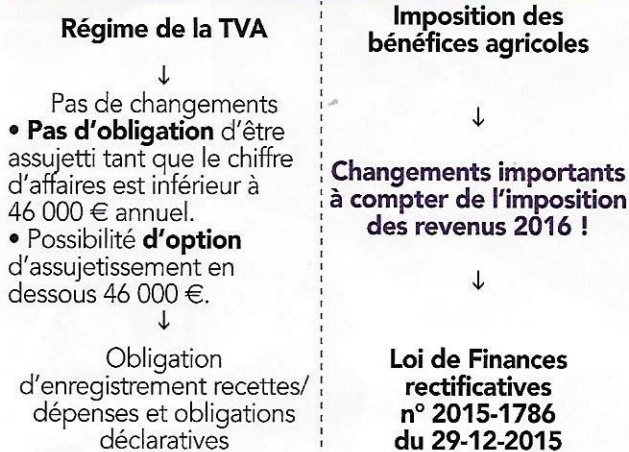 Régime de la TVA
↓
Pas de changements
• Pas d'obligation d'être
assujetti tant que le chiffre
d'affaires est inférieur à
46 000 € annuel.
• Possibilité d'option
d'assujetissement en
dessous 46 000 €.
↓
Obligation
d'enregistrement recettes/
dépenses et obligations
déclaratives
Imposition des
bénéfices agricoles
↓
Changements importants
à compter de l'imposition
des revenus 2016 !
↓
Loi de Finances
rectificatives
n° 2015-1786
du 29-12-2015